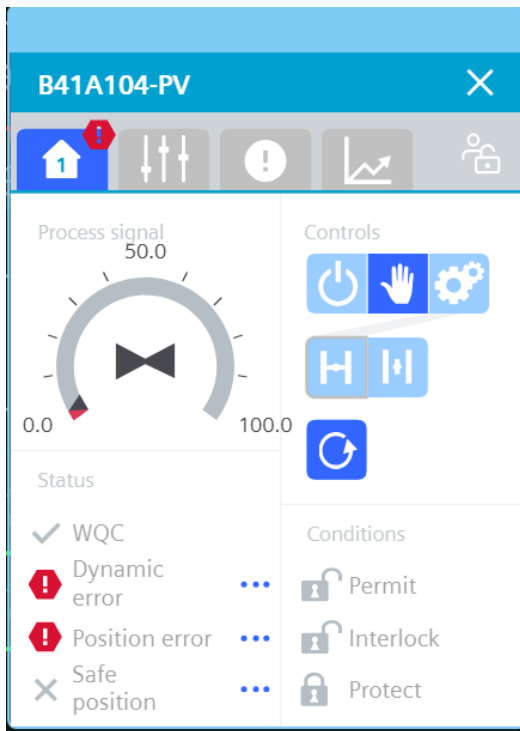 B41A104-PV
1
Process signal
50.0
0.0
100.0
Controls
Status
WQC
Dynamic
error
Position error
Safe
position
Conditions
Permit
Interlock
Protect